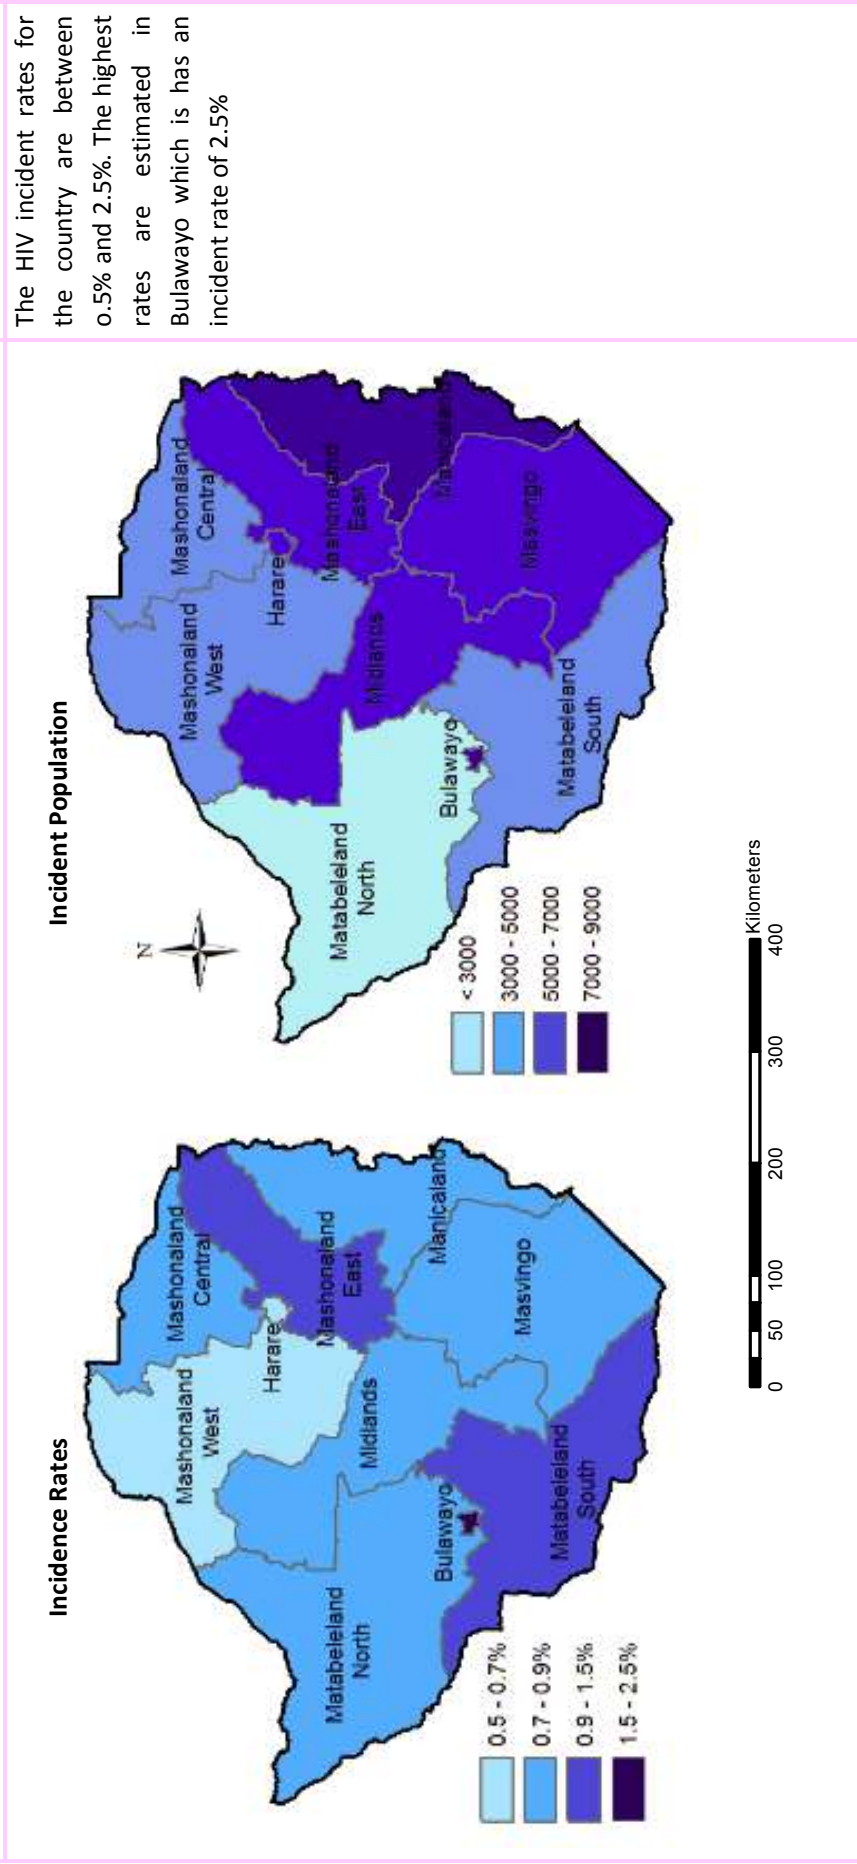 Incidence Rates
Mashonaland
Central
Mashonaland
West
Harare
Mashonaland
East
Midlands
Manicaland
Matabeleland
North
Bulawayo
Masvingo
Matabeleland
South
0.5 - 0.7%
0.7 - 0.9%
0.9 - 1.5%
1.5 - 2.5%
Incident Population
N
Mashonaland
Central
Mashonaland
West
Harare
Mashonaland
East
Midlands
Manicaland
Matabeleland
North
Bulawayo
Masvingo
Matabeleland
South
< 3000
3000 - 5000
5000 - 7000
7000 - 9000
0 50 100 200 300 400
Kilometers
The HIV incident rates for
the country are between
0.5% and 2.5%. The highest
rates are estimated in
Bulawayo which is has an
incident rate of 2.5%